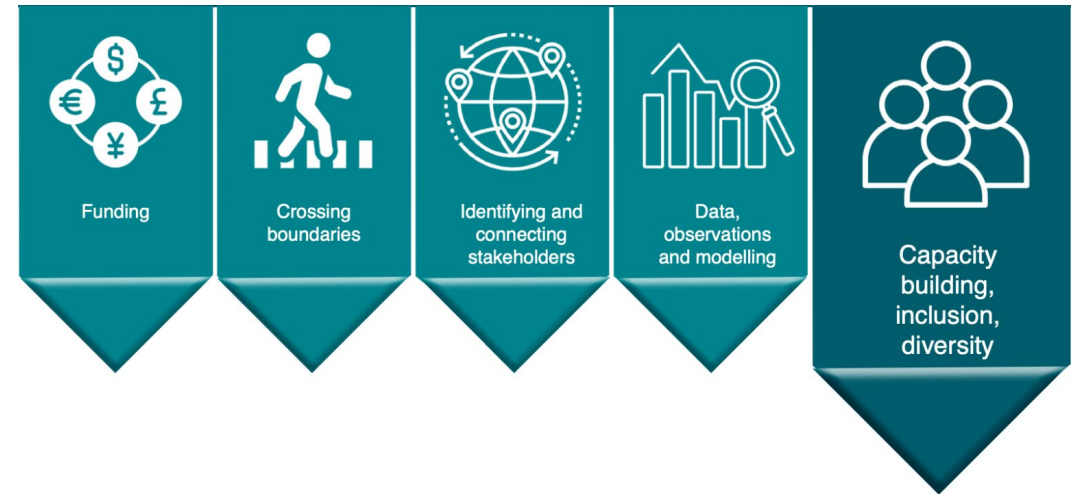 $
€
£
¥
Funding
Crossing
boundaries
Identifying and
connecting
stakeholders
Data,
observations
and modelling
Capacity
building,
inclusion,
diversity